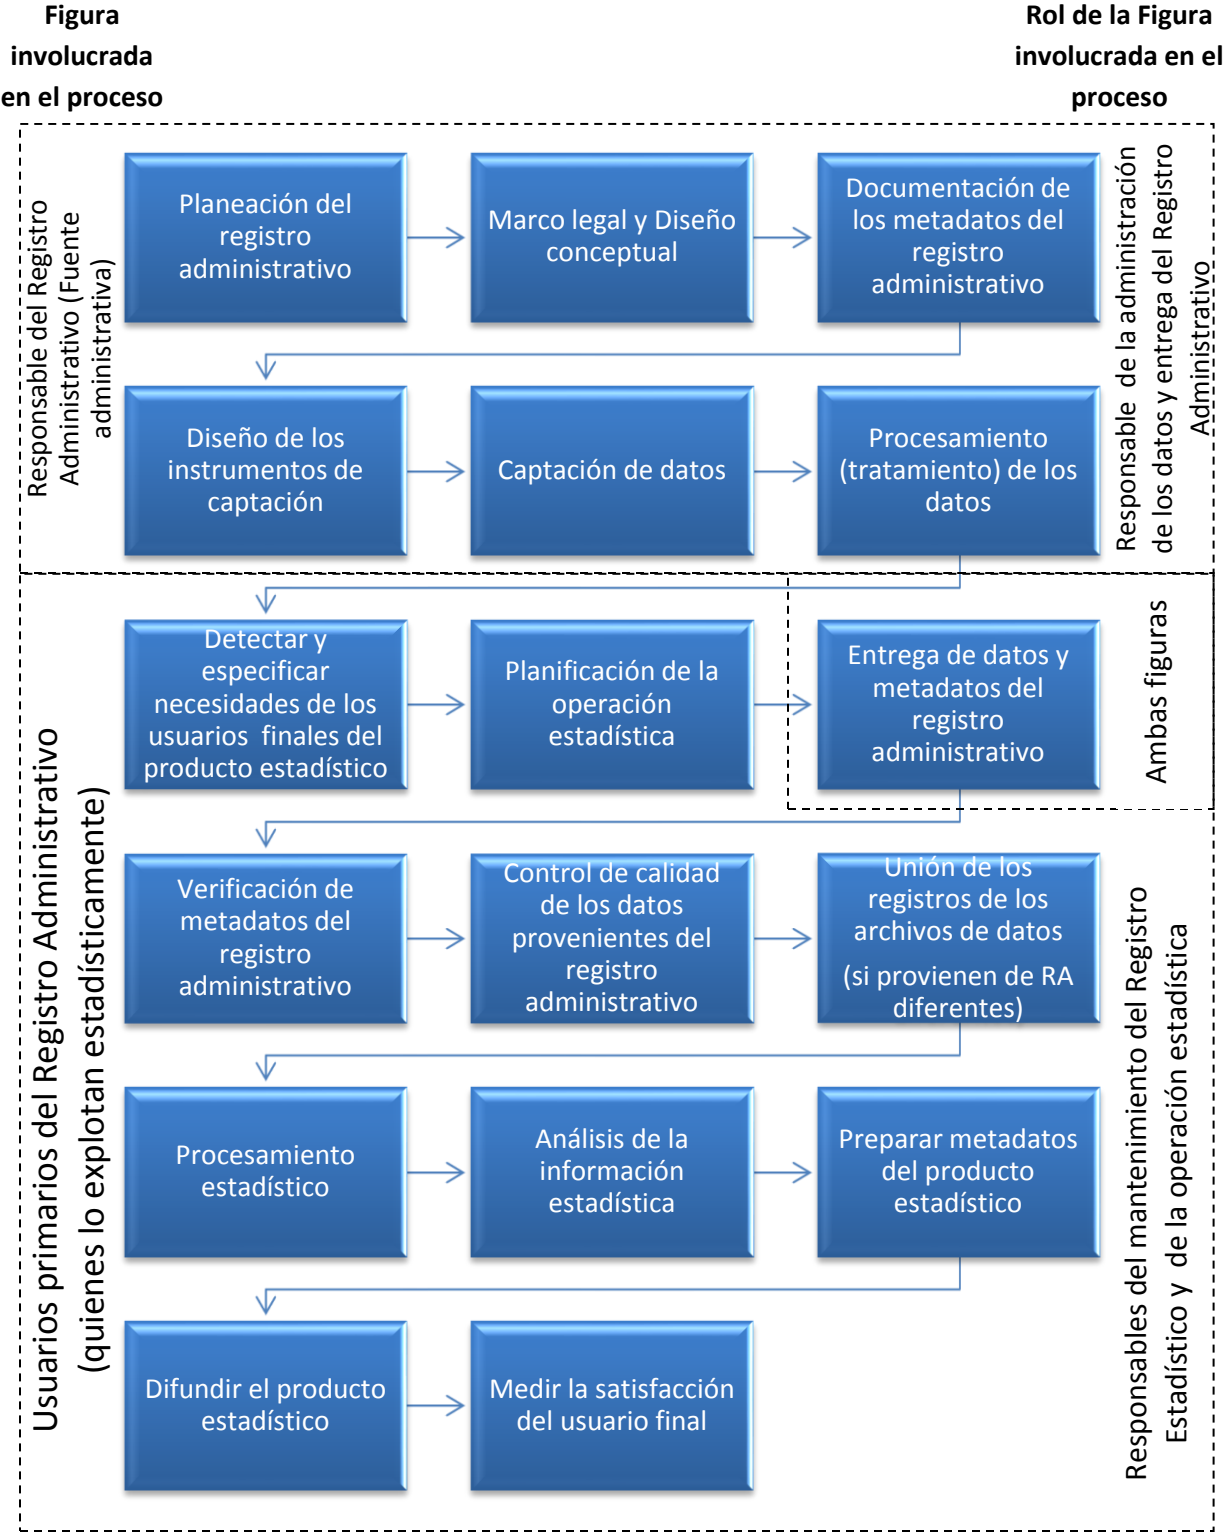 Figura
involucrada
en el proceso
Rol de la Figura
involucrada en el
proceso
Responsable del Registro
Administrativo (Fuente
administrativa)
Planeación del
registro
administrativo
Marco legal y Diseño
conceptual
Documentación de
los metadatos del
registro
administrativo
Responsable de la administración
de los datos y entrega del Registro
Administrativo
Diseño de los
instrumentos de
captación
Captación de datos
Procesamiento
(tratamiento) de los
datos
Usuarios primarios del Registro Administrativo
(quienes lo explotan estadísticamente)
Detectar y
especificar
necesidades de los
usuarios finales del
producto estadístico
Planificación de la
operación
estadística
Entrega de datos y
metadatos del
registro
administrativo
Ambas figuras
Verificación de
metadatos del
registro
administrativo
Control de calidad
de los datos
provenientes del
registro
administrativo
Unión de los
registros de los
archivos de datos
(si provienen de RA
diferentes)
Responsables del mantenimiento del Registro
Estadístico y de la operación estadística
Procesamiento
estadístico
Análisis de la
información
estadística
Preparar metadatos
del producto
estadístico
Difundir el producto
estadístico
Medir la satisfacción
del usuario final